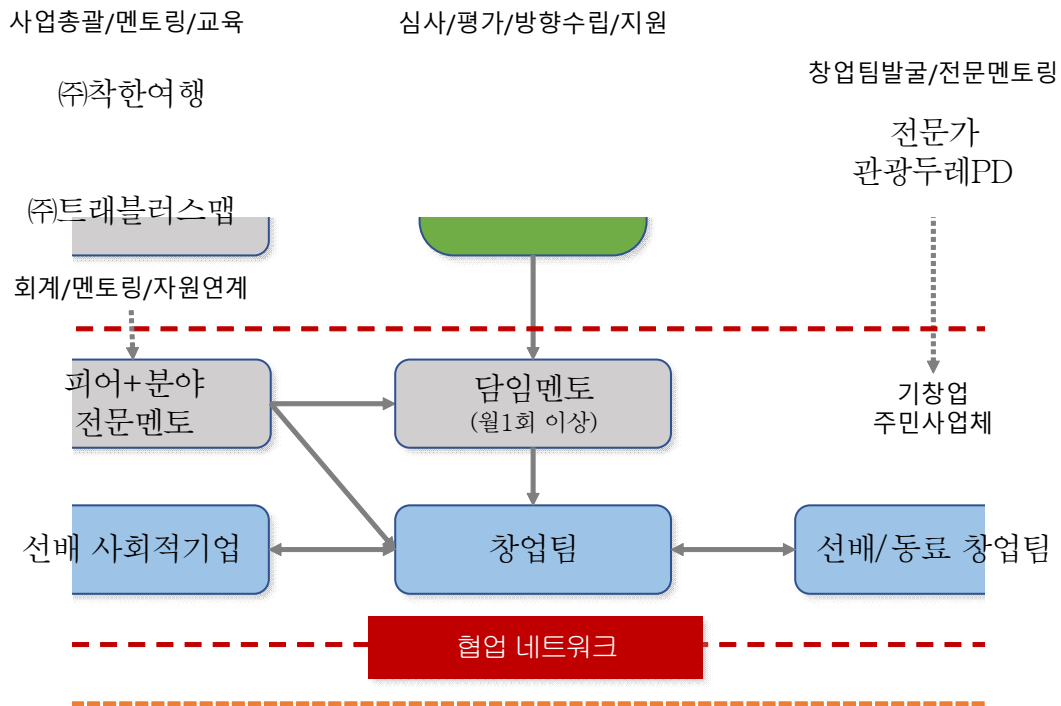 사업총괄/멘토링/교육
심사/평가/방향수립/지원
창업팀발굴/전문멘토링
㈜착한여행
전문가
관광두레PD
㈜트래블러스맵
회계/멘토링/자원연계
피어+분야
전문멘토
담임멘토
(월1회 이상)
기창업
주민사업체
선배 사회적기업
창업팀
선배/동료 창업팀
협업 네트워크